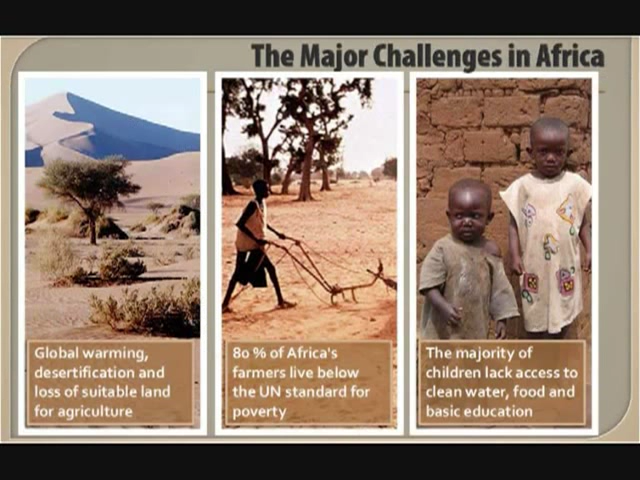 The Major Challenges in Africa
Global warming,
desertification and
loss of suitable land
for agriculture
80 % of Africa's
farmers live below
the UN standard for
poverty
The majority of
children lack access to
clean water, food and
basic education